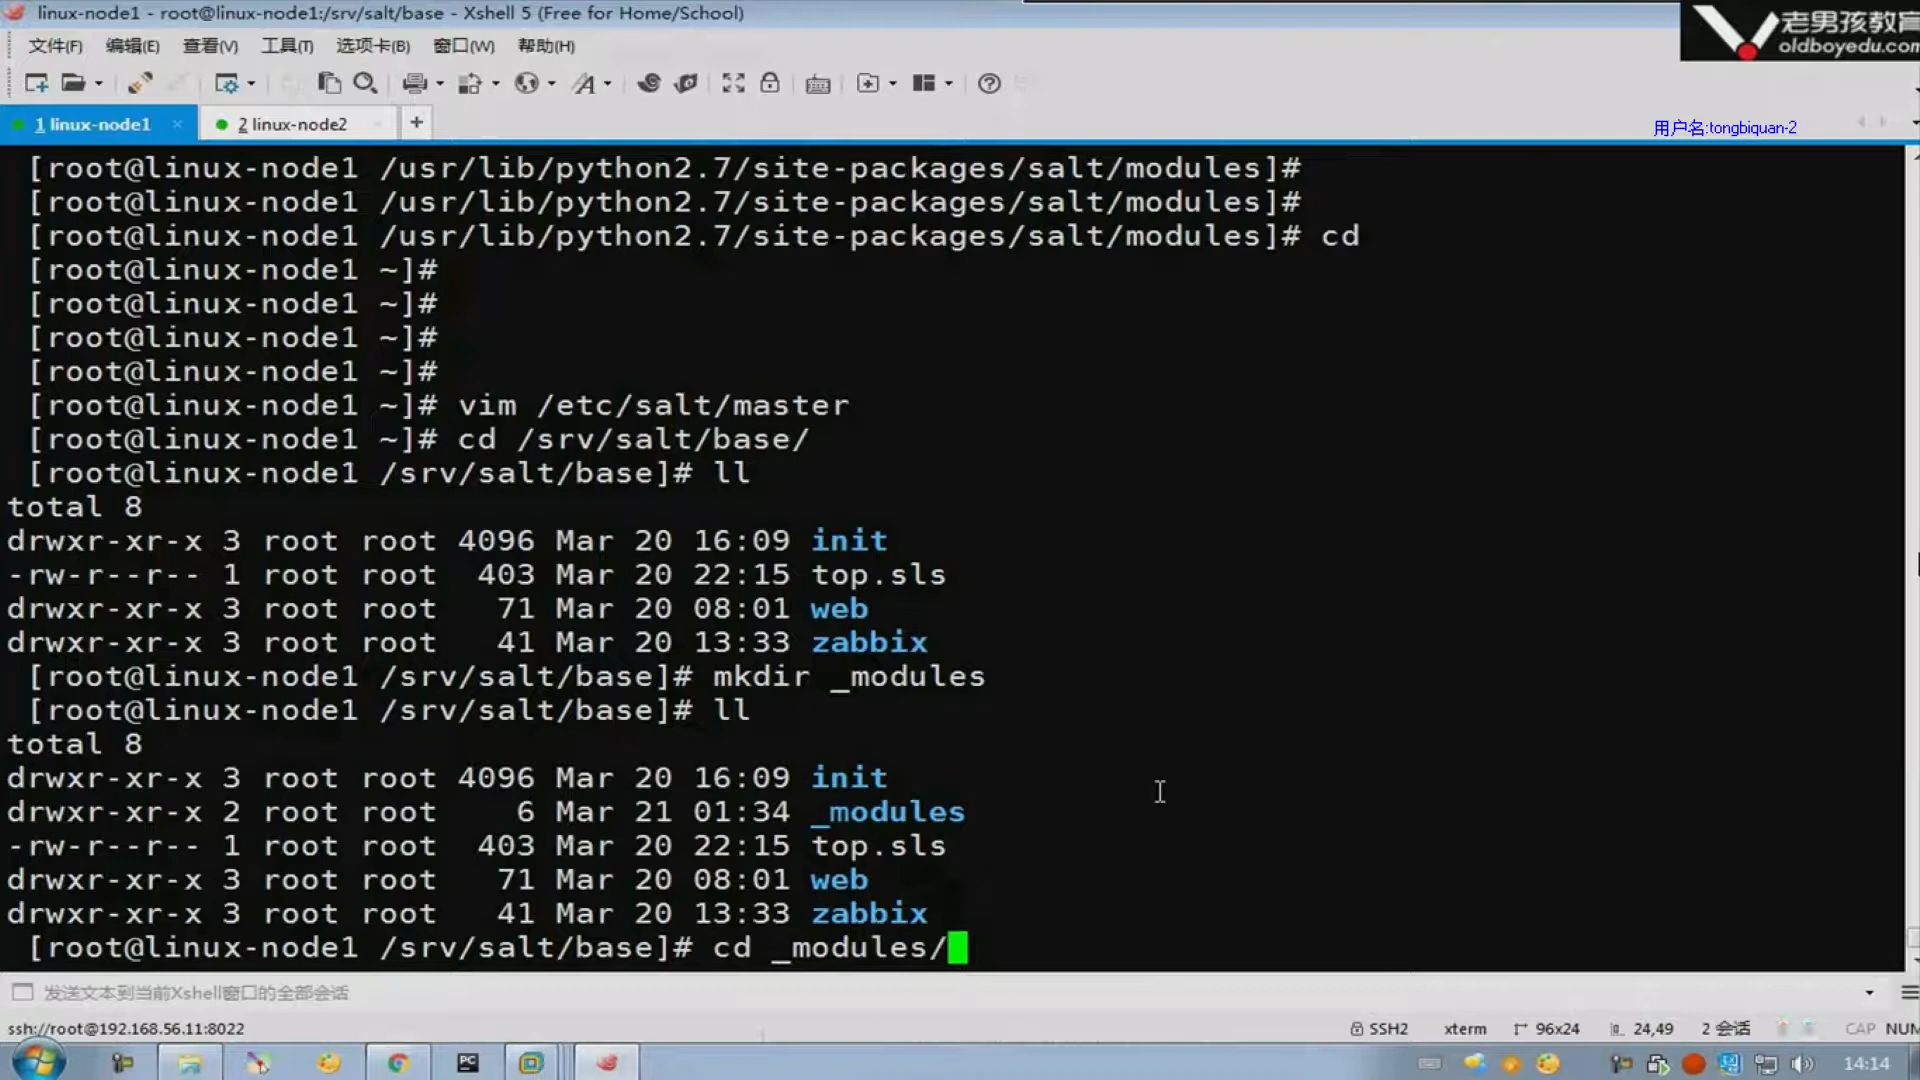 linux-node1 - root@linux-node1:/srv/salt/base - Xshell 5 (Free for Home/School)
老男孩教育
oldboyedu.com
文件(F) 编辑(E) 查看(V) 工具(T) 选项卡(B) 窗口(W) 帮助(H)
1 linux-node1 × 2 linux-node2 × +
用户名:tongbiquan-2
[root@linux-node1 /usr/lib/python2.7/site-packages/salt/modules]#
[root@linux-node1 /usr/lib/python2.7/site-packages/salt/modules]#
[root@linux-node1 /usr/lib/python2.7/site-packages/salt/modules]# cd
[root@linux-node1 ~]#
[root@linux-node1 ~]#
[root@linux-node1 ~]#
[root@linux-node1 ~]#
[root@linux-node1 ~]# vim /etc/salt/master
[root@linux-node1 ~]# cd /srv/salt/base/
[root@linux-node1 /srv/salt/base]# ll
total 8
drwxr-xr-x 3 root root 4096 Mar 20 16:09 init
-rw-r--r-- 1 root root  403 Mar 20 22:15 top.sls
drwxr-xr-x 3 root root   71 Mar 20 08:01 web
drwxr-xr-x 3 root root   41 Mar 20 13:33 zabbix
[root@linux-node1 /srv/salt/base]# mkdir _modules
[root@linux-node1 /srv/salt/base]# ll
total 8
drwxr-xr-x 3 root root 4096 Mar 20 16:09 init
drwxr-xr-x 2 root root    6 Mar 21 01:34 _modules
-rw-r--r-- 1 root root  403 Mar 20 22:15 top.sls
drwxr-xr-x 3 root root   71 Mar 20 08:01 web
drwxr-xr-x 3 root root   41 Mar 20 13:33 zabbix
[root@linux-node1 /srv/salt/base]# cd _modules/
发送文本到当前Xshell窗口的全部会话
ssh://root@192.168.56.11:8022 SSH2 xterm 96x24 24,49 2 会话 CAP NUM
PC 14:14